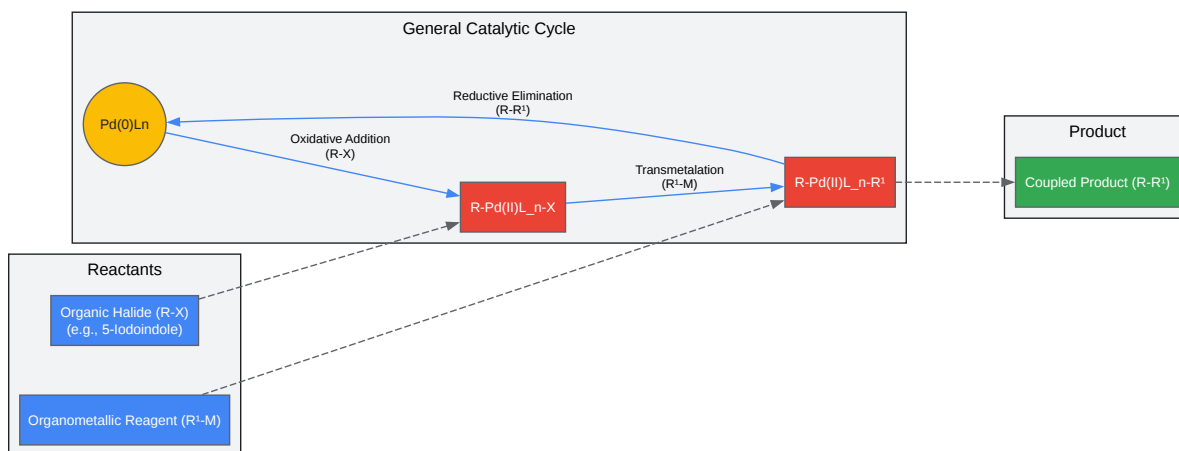 General Catalytic Cycle
Pd(0)Ln
Reductive Elimination
(R-R¹)
Oxidative Addition
(R-X)
Transmetalation
(R¹-M)
R-Pd(II)L_n-X
R-Pd(II)L_n-R¹
Product
Coupled Product (R-R¹)
Reactants
Organic Halide (R-X)
(e.g., 5-Iodoindole)
Organometallic Reagent (R¹-M)